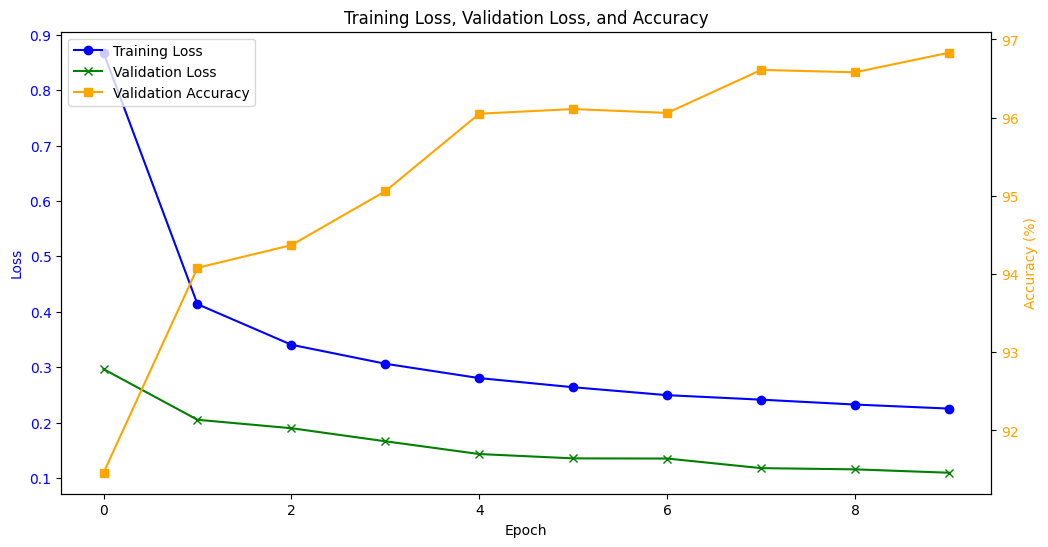 Training Loss, Validation Loss, and Accuracy
Training Loss
Validation Loss
Validation Accuracy
Loss
0.9
0.8
0.7
0.6
0.5
0.4
0.3
0.2
0.1
97
96
95
94
93
92
Accuracy (%)
0 2 4 6 8
Epoch